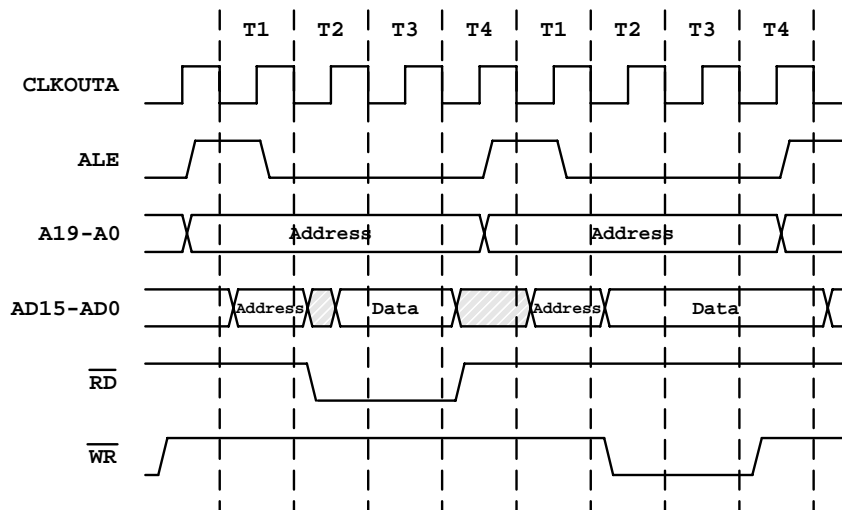 T1 T2 T3 T4 T1 T2 T3 T4
CLKOUTA
ALE
A19-A0 Address Address
AD15-AD0 Address Data Address Data
RD
WR